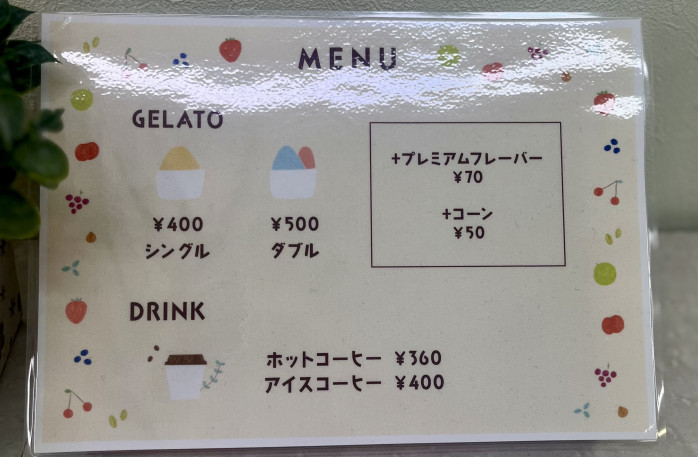 MENU
GELATO
¥400
シングル
¥500
ダブル
+プレミアムフレーバー
¥70
+コーン
¥50
DRINK
ホットコーヒー ¥360
アイスコーヒー ¥400